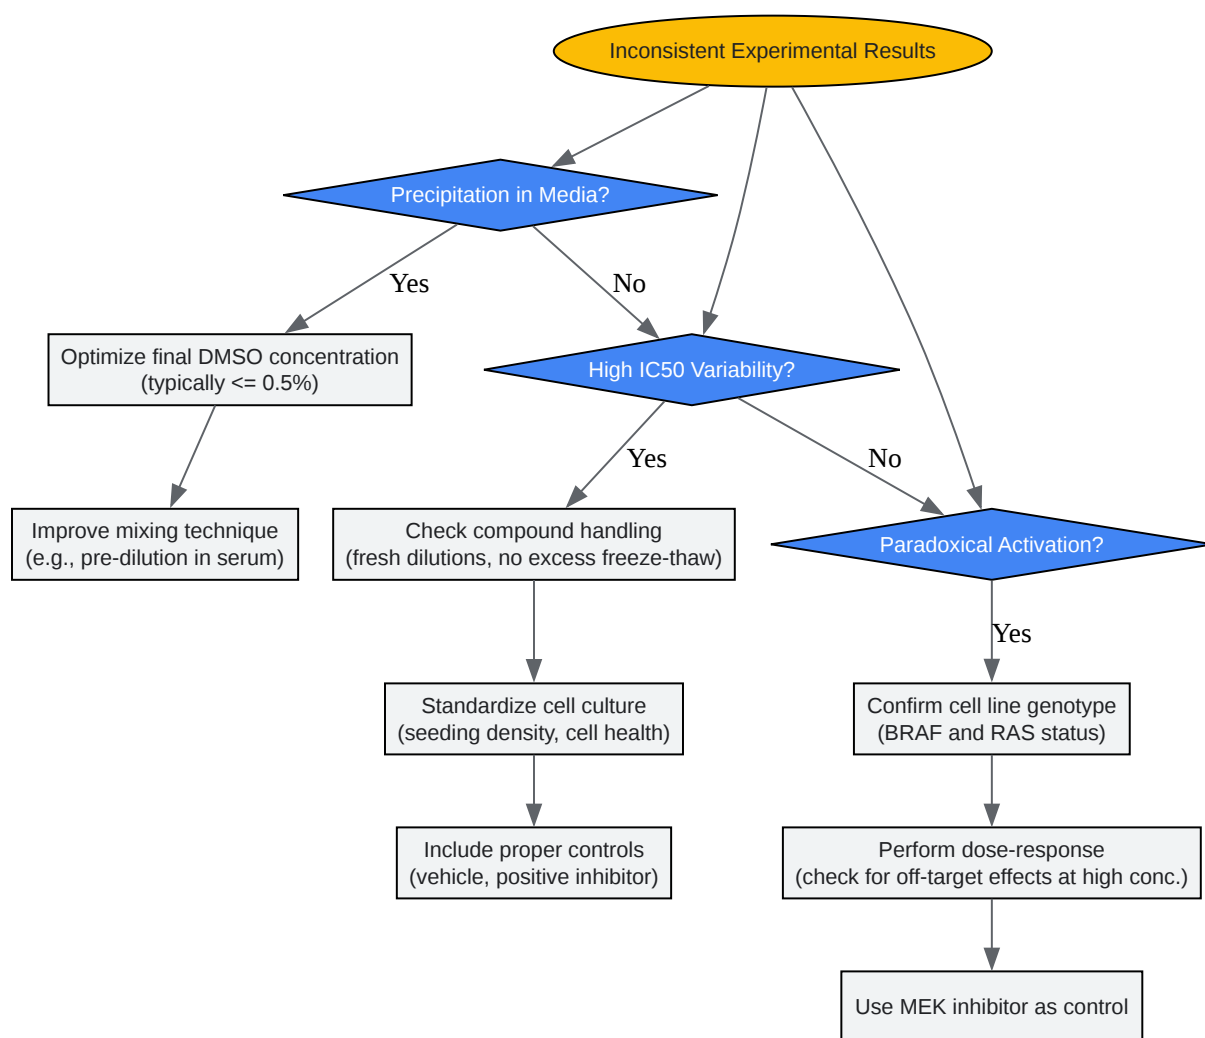 Inconsistent Experimental Results
Precipitation in Media?
Yes
No
Optimize final DMSO concentration
(typically <= 0.5%)
High IC50 Variability?
Yes
No
Improve mixing technique
(e.g., pre-dilution in serum)
Check compound handling
(fresh dilutions, no excess freeze-thaw)
Paradoxical Activation?
Yes
Standardize cell culture
(seeding density, cell health)
Confirm cell line genotype
(BRAF and RAS status)
Include proper controls
(vehicle, positive inhibitor)
Perform dose-response
(check for off-target effects at high conc.)
Use MEK inhibitor as control